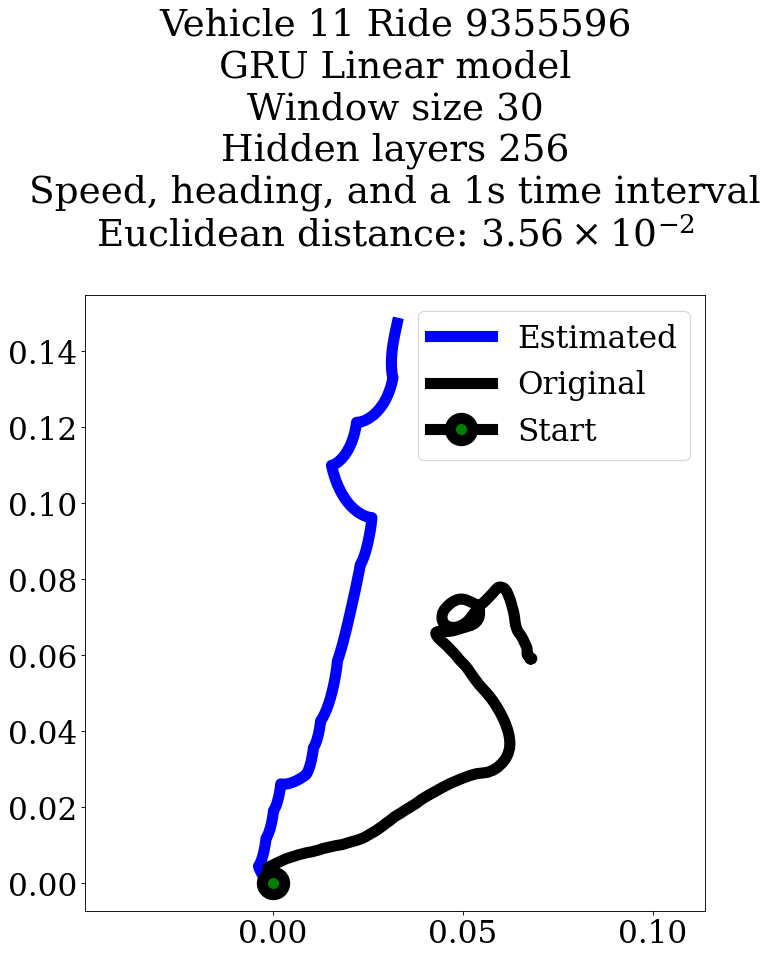 Vehicle 11 Ride 9355596
GRU Linear model
Window size 30
Hidden layers 256
Speed, heading, and a 1s time interval
Euclidean distance: 3.56 × 10⁻²
Estimated
Original
Start
0.14
0.12
0.10
0.08
0.06
0.04
0.02
0.00
0.00 0.05 0.10